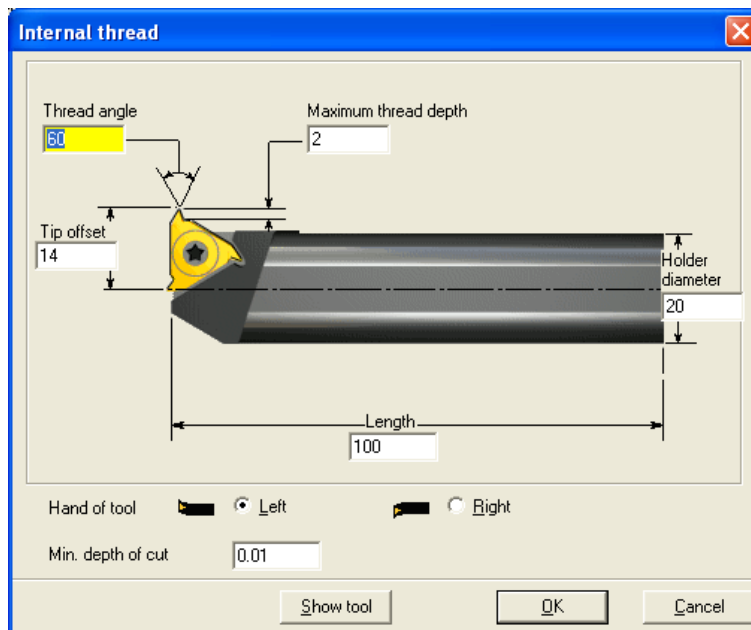 Internal thread
Thread angle
60
Maximum thread depth
2
Tip offset
14
Holder
diameter
20
Length
100
Hand of tool
Left
Right
Min. depth of cut
0.01
Show tool
OK
Cancel